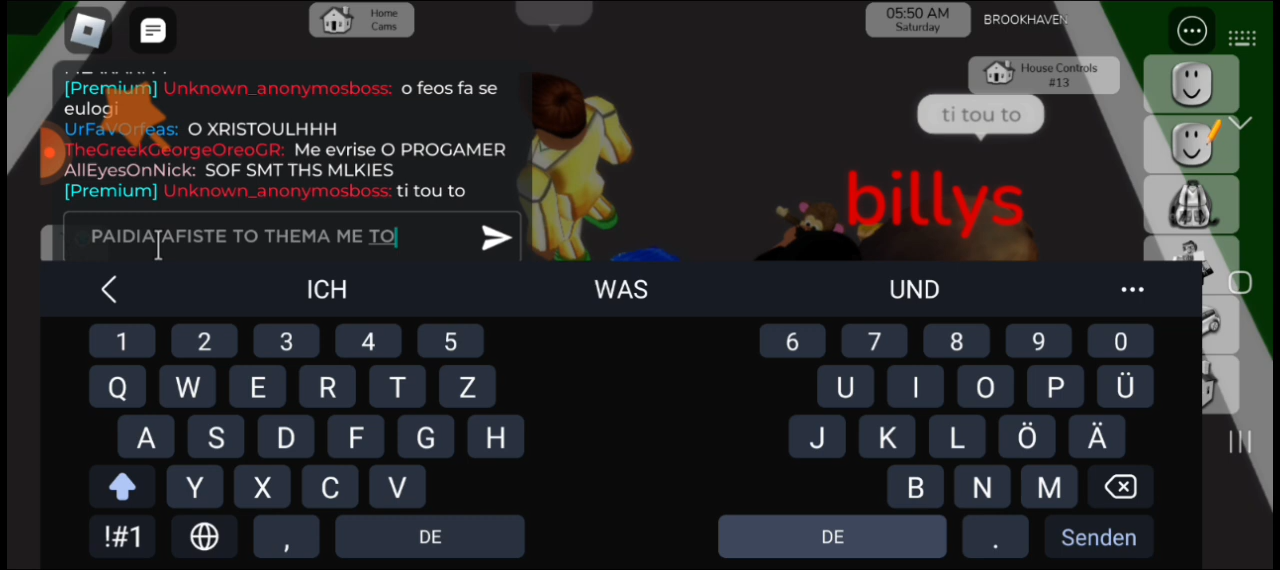 Home
Cams
05:50 AM
Saturday
BROOKHAVEN
House Controls
#13
[Premium] Unknown_anonymosboss: o feos fa se
eulogi
UrFaVOrfeas: O XRISTOULHHH
TheGreekGeorgeOreoGR: Me evrise O PROGAMER
AllEyesOnNick: SOF SMT THS MLKIES
[Premium] Unknown_anonymosboss: ti tou to
ti tou to
billys
PAIDIA AFISTE TO THEMA ME TO
ICH WAS UND
1 2 3 4 5 6 7 8 9 0
Q W E R T Z U I O P Ü
A S D F G H J K L Ö Ä
Y X C V B N M
!#1 , DE DE . Senden